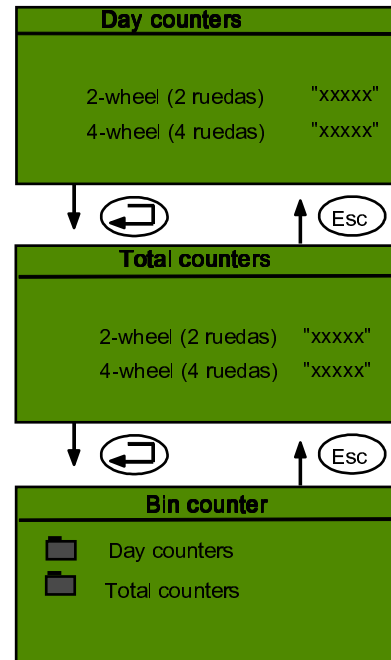 Day counters
2-wheel (2 ruedas) "xxxxx"
4-wheel (4 ruedas) "xxxxx"
Esc
Total counters
2-wheel (2 ruedas) "xxxxx"
4-wheel (4 ruedas) "xxxxx"
Esc
Bin counter
Day counters
Total counters